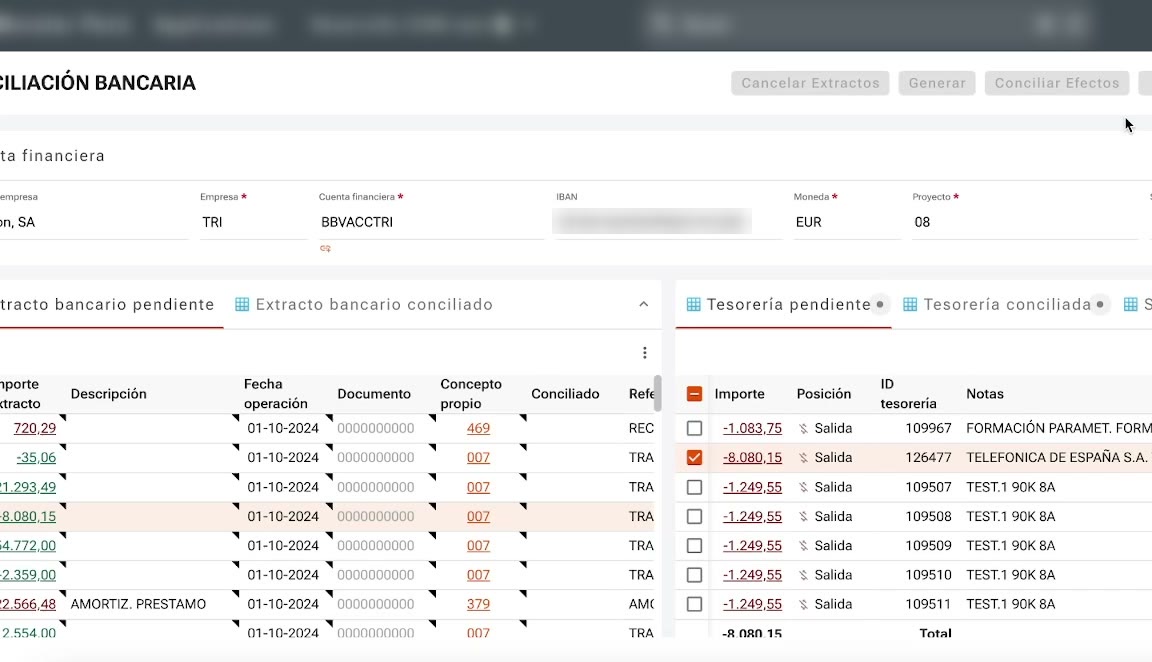 CILIACIÓN BANCARIA
Cancelar Extractos Generar Conciliar Efectos
ta financiera
empresa Empresa * Cuenta financiera * IBAN Moneda * Proyecto *
on, SA TRI BBVACCTRI EUR 08
tracto bancario pendiente Extracto bancario conciliado
Tesorería pendiente Tesorería conciliada S
mporte
xtracto Descripción Fecha
operación Documento Concepto
propio Conciliado Refe
720,29 01-10-2024 0000000000 469 REC
-35,06 01-10-2024 0000000000 007 TRA
21.293,49 01-10-2024 0000000000 007 TRA
-8.080,15 01-10-2024 0000000000 007 TRA
54.772,00 01-10-2024 0000000000 007 TRA
-2.359,00 01-10-2024 0000000000 007 TRA
22.566,48 AMORTIZ. PRESTAMO 01-10-2024 0000000000 379 AMO
2.554,00 01-10-2024 0000000000 007 TRA
Importe Posición ID
tesorería Notas
-1.083,75 Salida 109967 FORMACIÓN PARAMET. FORM
-8.080,15 Salida 126477 TELEFONICA DE ESPAÑA S.A.
-1.249,55 Salida 109507 TEST.1 90K 8A
-1.249,55 Salida 109508 TEST.1 90K 8A
-1.249,55 Salida 109509 TEST.1 90K 8A
-1.249,55 Salida 109510 TEST.1 90K 8A
-1.249,55 Salida 109511 TEST.1 90K 8A
-8.080,15 Total